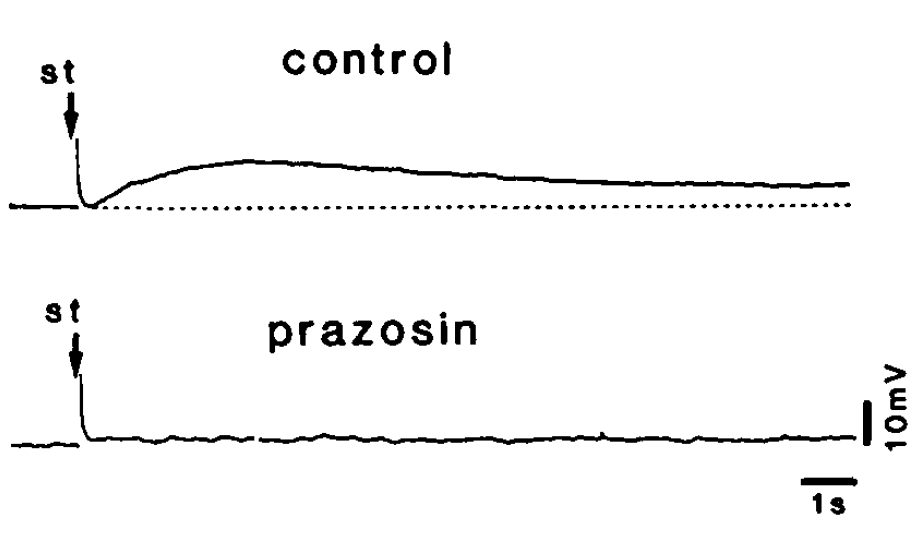 control
st
st
prazosin
10mV
1s